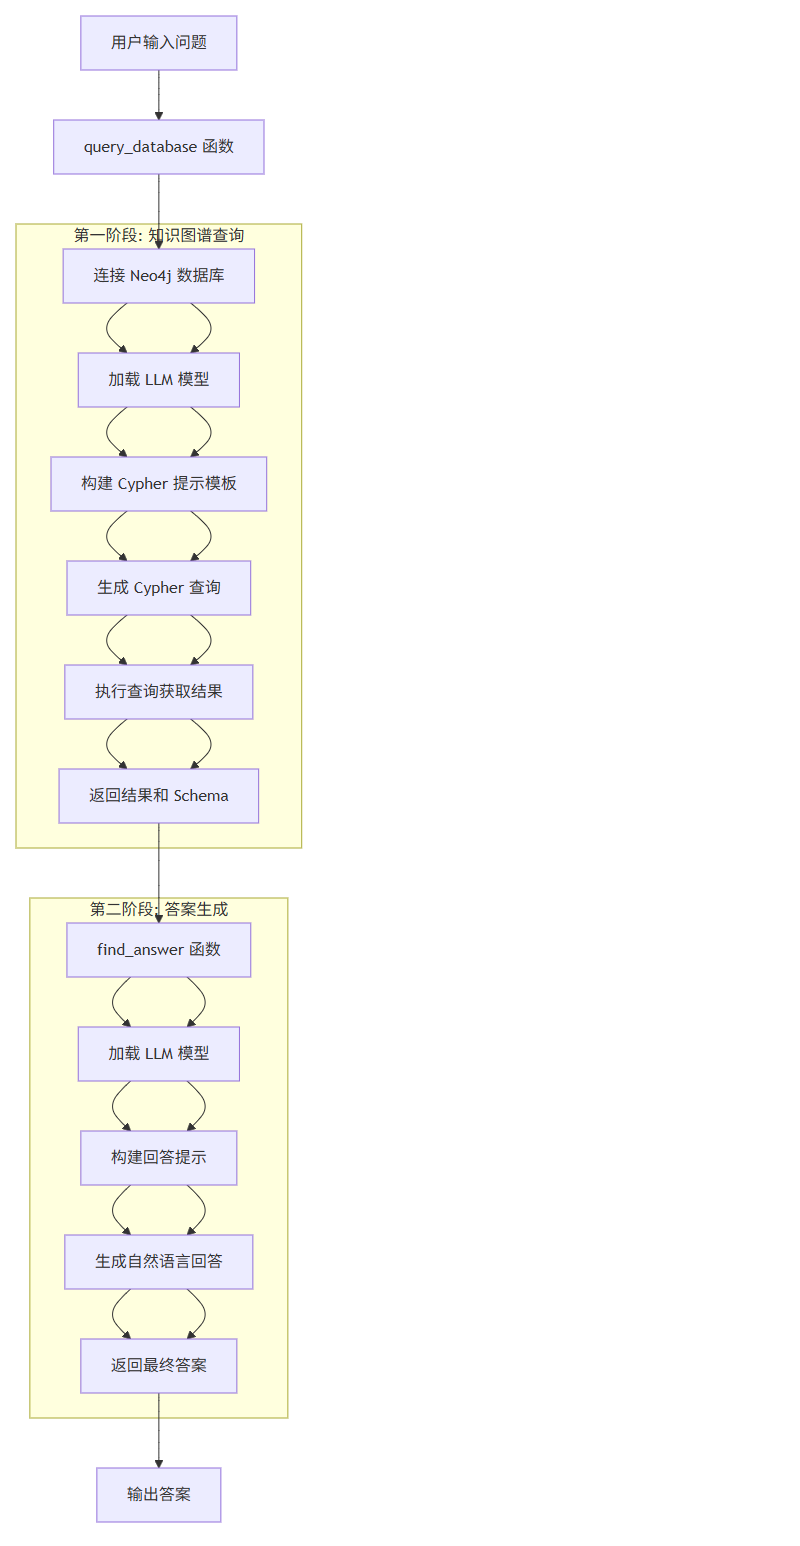 用户输入问题
query_database 函数
第一阶段: 知识图谱查询
连接 Neo4j 数据库
加载 LLM 模型
构建 Cypher 提示模板
生成 Cypher 查询
执行查询获取结果
返回结果和 Schema
第二阶段: 答案生成
find_answer 函数
加载 LLM 模型
构建回答提示
生成自然语言回答
返回最终答案
输出答案